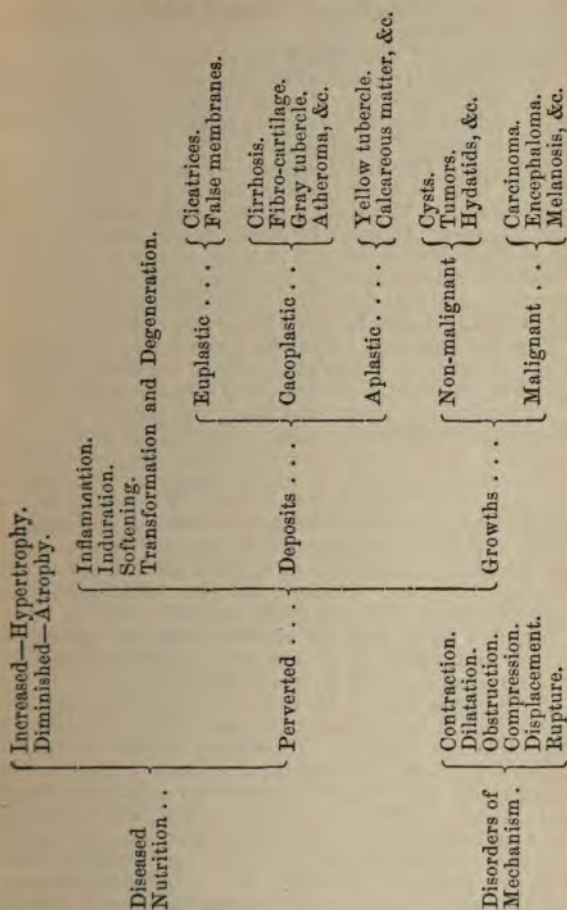 Diseased
Nutrition . .
Increased—Hypertrophy.
Diminished—Atrophy.
Perverted . . .
Inflammation.
Induration.
Softening.
Transformation and Degeneration.
Deposits . . .
Euplastic . . .
Cicatrices.
False membranes.
Cacoplastic . .
Cirrhosis.
Fibro-cartilage.
Gray tubercle.
Atheroma, &c.
Aplastic . . . .
Yellow tubercle.
Calcareous matter, &c.
Growths . . .
Non-malignant
Cysts.
Tumors.
Hydatids, &c.
Malignant . .
Carcinoma.
Encephaloma.
Melanosis, &c.
Disorders of
Mechanism .
Contraction.
Dilatation.
Obstruction.
Compression.
Displacement.
Rupture.